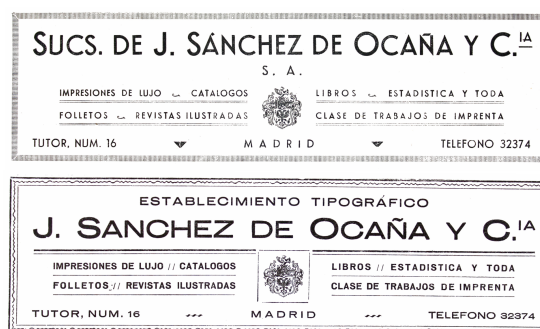 SUCS. DE J. SÁNCHEZ DE OCAÑA Y C.IA
S. A.
IMPRESIONES DE LUJO CATALOGOS LIBROS ESTADISTICA Y TODA
FOLLETOS REVISTAS ILUSTRADAS CLASE DE TRABAJOS DE IMPRENTA
TUTOR, NUM. 16 MADRID TELEFONO 32374
ESTABLECIMIENTO TIPOGRÁFICO
J. SANCHEZ DE OCAÑA Y C.IA
IMPRESIONES DE LUJO // CATALOGOS LIBROS // ESTADISTICA Y TODA
FOLLETOS // REVISTAS ILUSTRADAS CLASE DE TRABAJOS DE IMPRENTA
TUTOR, NUM. 16 MADRID TELEFONO 32374